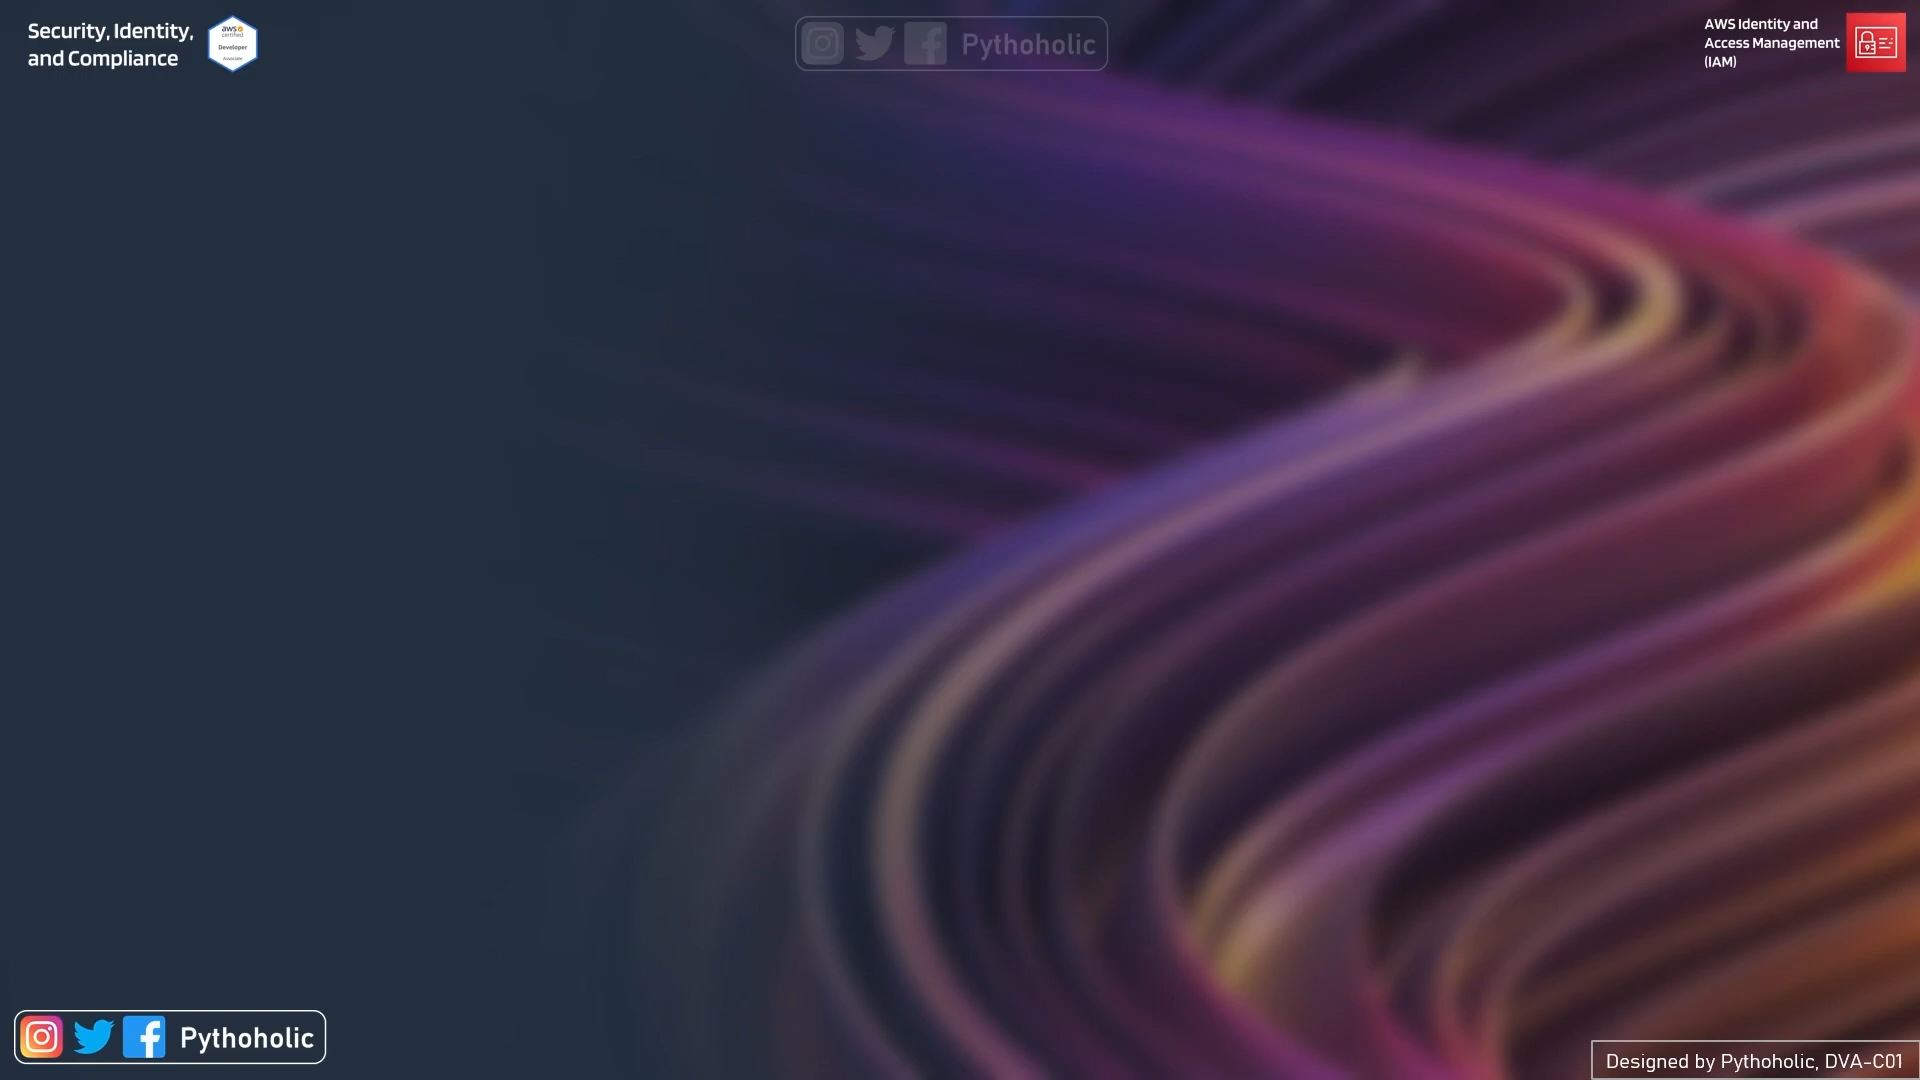 Security, Identity,
and Compliance
aws
certified
Developer
Associate
Pythoholic
AWS Identity and
Access Management
(IAM)
Pythoholic
Designed by Pythoholic, DVA-C01